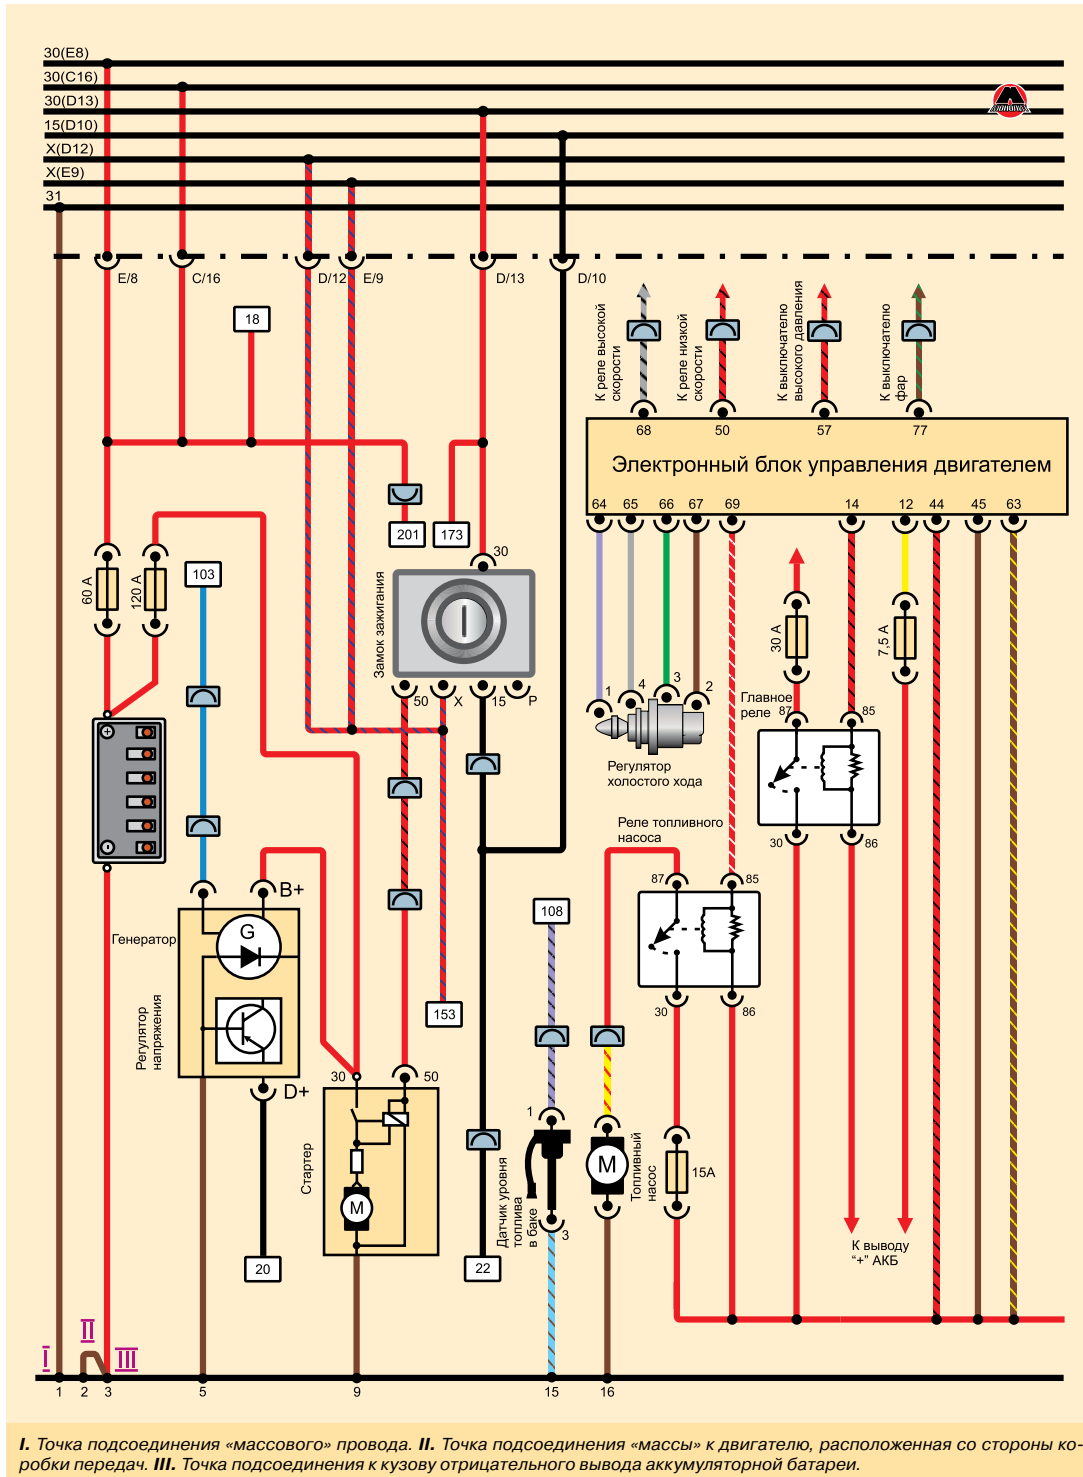 30(E8)
30(C16)
30(D13)
15(D10)
X(D12)
X(E9)
31
E/8
C/16
D/12
E/9
D/13
D/10
18
К реле высокой
скорости
К реле низкой
скорости
К выключателю
высокого давления
К выключателю
фар
68
50
57
77
Электронный блок управления двигателем
64
65
66
67
69
14
12
44
45
63
201
173
30
60 А
120 А
103
Замок зажигания
50
X
15
P
30 А
7,5 А
1
4
3
2
Регулятор
холостого хода
Главное
реле
87
85
30
86
Реле топливного
насоса
87
85
30
86
+
-
B+
Генератор
G
Регулятор
напряжения
D+
108
153
30
50
Стартер
M
20
22
1
Датчик уровня
топлива
в баке
3
M
Топливный
насос
15А
К выводу
“+” АКБ
I
II
III
1
2
3
5
9
15
16
I. Точка подсоединения «массового» провода. II. Точка подсоединения «массы» к двигателю, расположенная со стороны ко-
робки передач. III. Точка подсоединения к кузову отрицательного вывода аккумуляторной батареи.